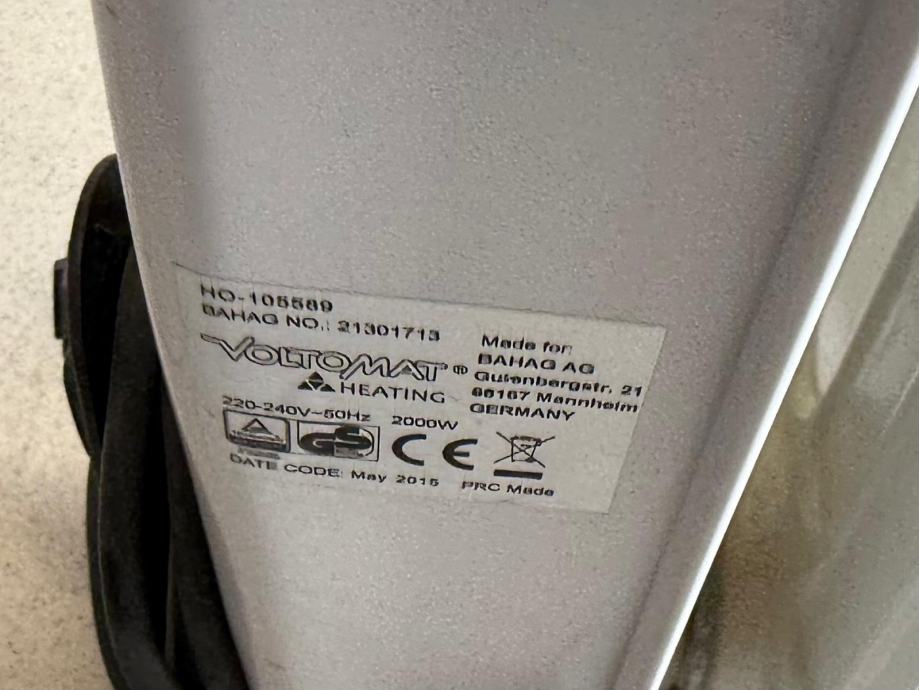 HO-105589
BAHAG NO.: 21301713
VOLTOMAT®
HEATING
220-240V~50Hz 2000W
GS
CE
DATE CODE: May 2015 PRC Made
Made for:
BAHAG AG
Gutenbergstr. 21
68167 Mannheim
GERMANY